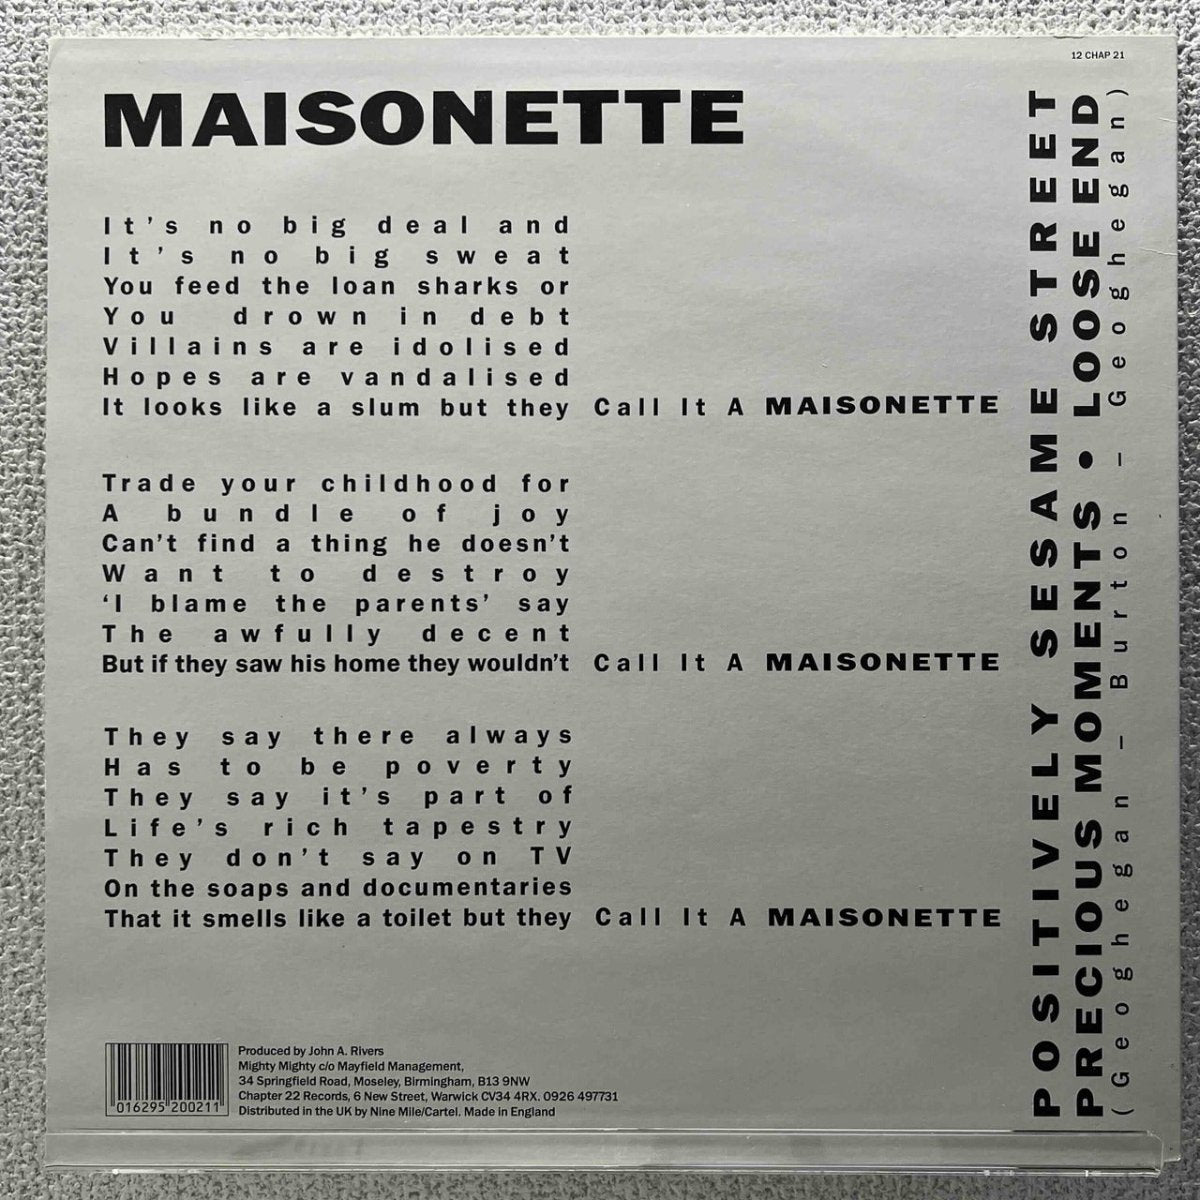 12 CHAP 21
MAISONETTE
It's no big deal and
It's no big sweat
You feed the loan sharks or
You drown in debt
Villains are idolised
Hopes are vandalised
It looks like a slum but they Call It A MAISONETTE
Trade your childhood for
A bundle of joy
Can't find a thing he doesn't
Want to destroy
‘I blame the parents’ say
The awfully decent
But if they saw his home they wouldn't Call It A MAISONETTE
They say there always
Has to be poverty
They say it's part of
Life's rich tapestry
They don't say on TV
On the soaps and documentaries
That it smells like a toilet but they Call It A MAISONETTE
POSITIVELY SESAME STREET
PRECIOUS MOMENTS • LOOSE END
(Geoghegan – Burton – Geoghegan)
016295 200211
Produced by John A. Rivers
Mighty Mighty c/o Mayfield Management,
34 Springfield Road, Moseley, Birmingham, B13 9NW
Chapter 22 Records, 6 New Street, Warwick CV34 4RX. 0926 497731
Distributed in the UK by Nine Mile/Cartel. Made in England